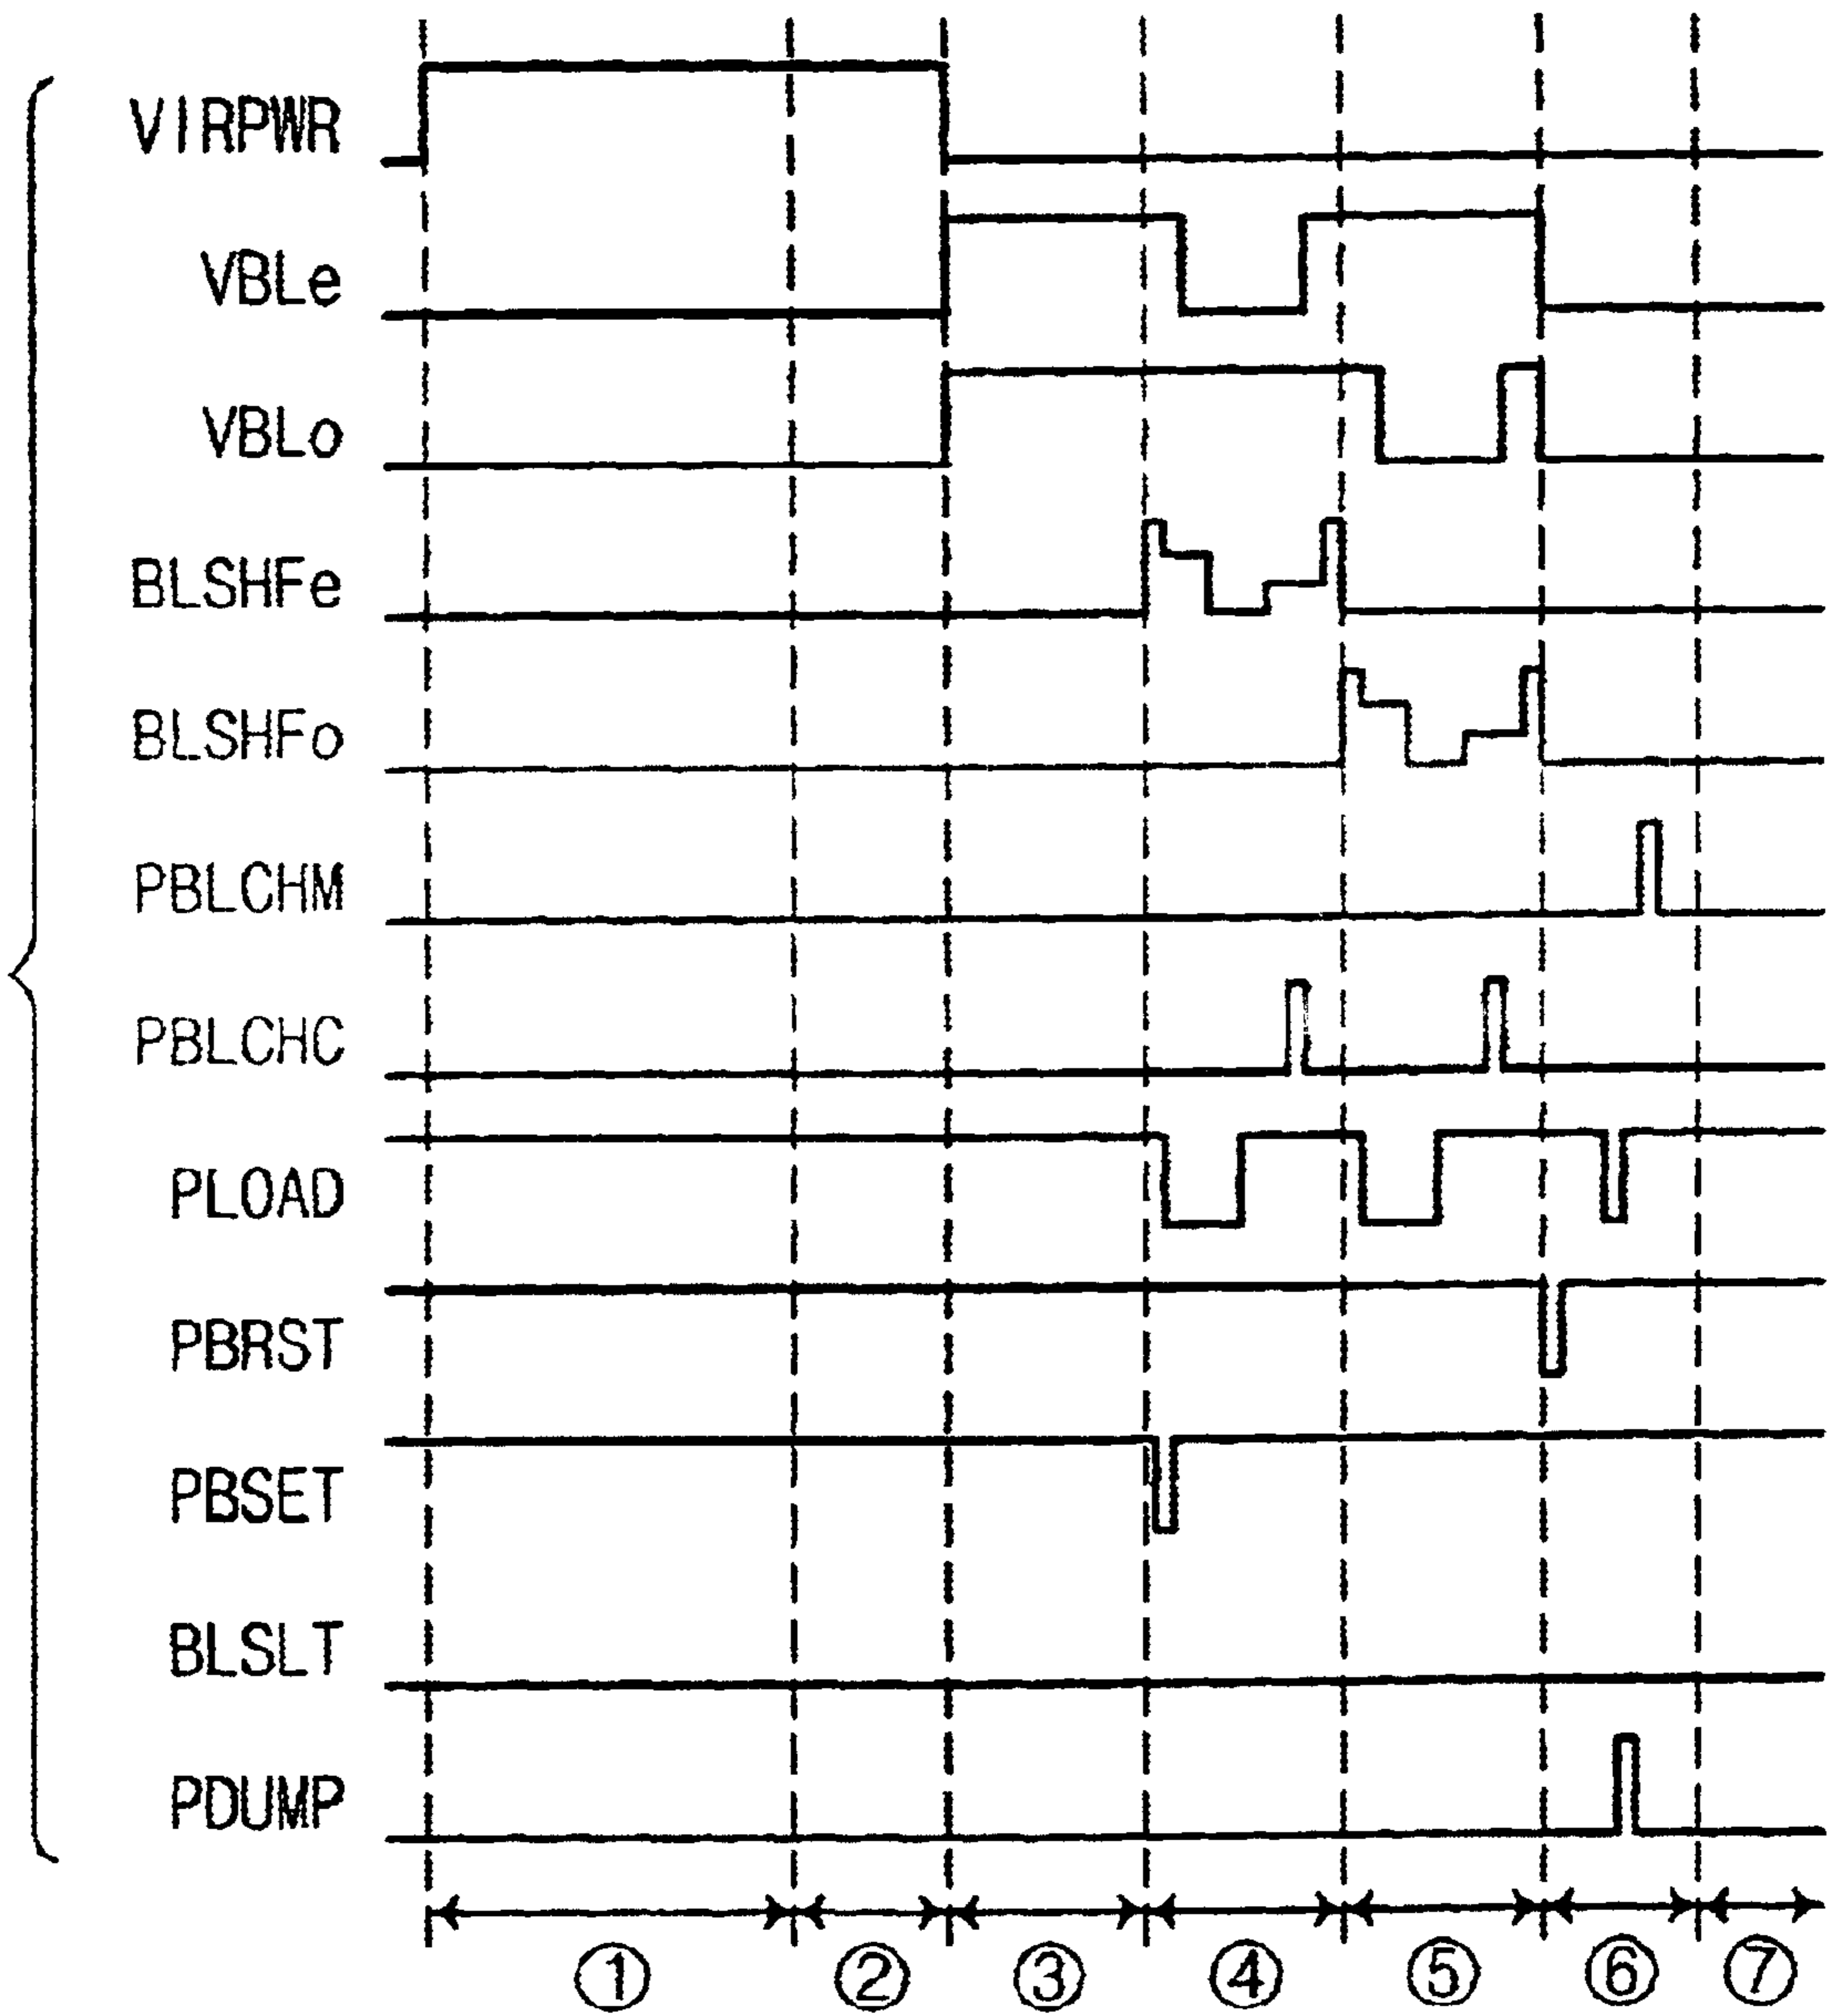 VIRPWR
VBLe
VBLo
BLSHFe
BLSHFo
PBLCHM
PBLCHC
PLOAD
PBRST
PBSET
BLSLT
PDUMP
① ② ③ ④ ⑤ ⑥ ⑦